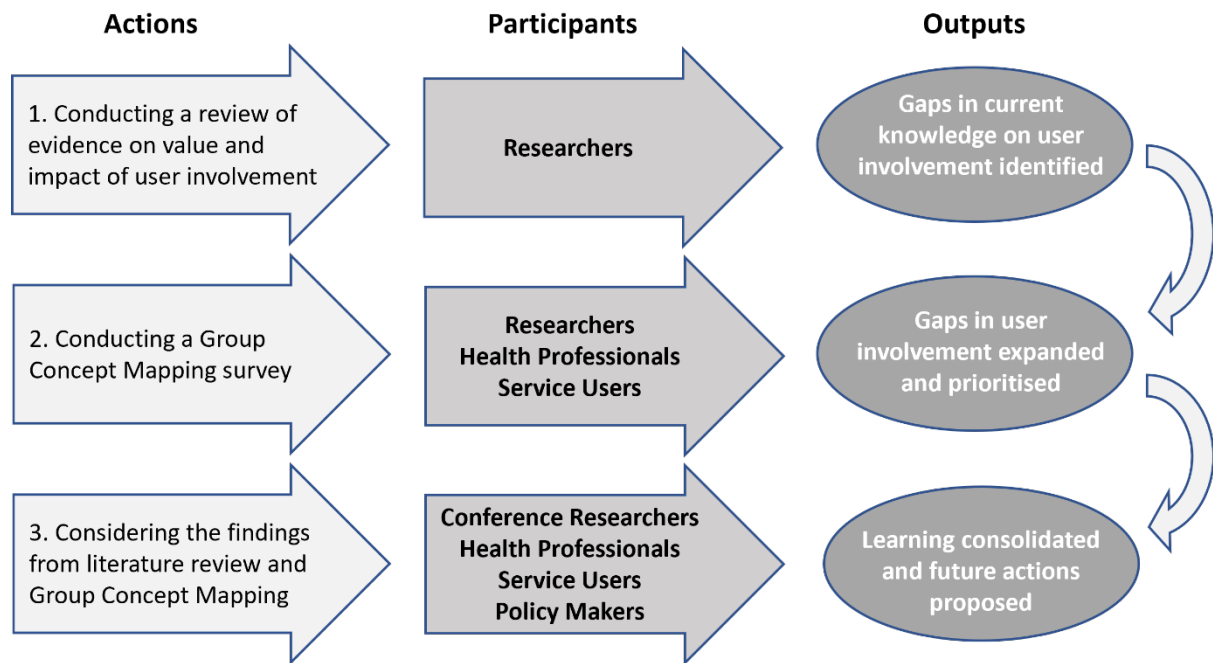 Actions
Participants
Outputs
1. Conducting a review of
evidence on value and
impact of user involvement
Researchers
Gaps in current
knowledge on user
involvement identified
2. Conducting a Group
Concept Mapping survey
Researchers
Health Professionals
Service Users
Gaps in user
involvement expanded
and prioritised
3. Considering the findings
from literature review and
Group Concept Mapping
Conference Researchers
Health Professionals
Service Users
Policy Makers
Learning consolidated
and future actions
proposed